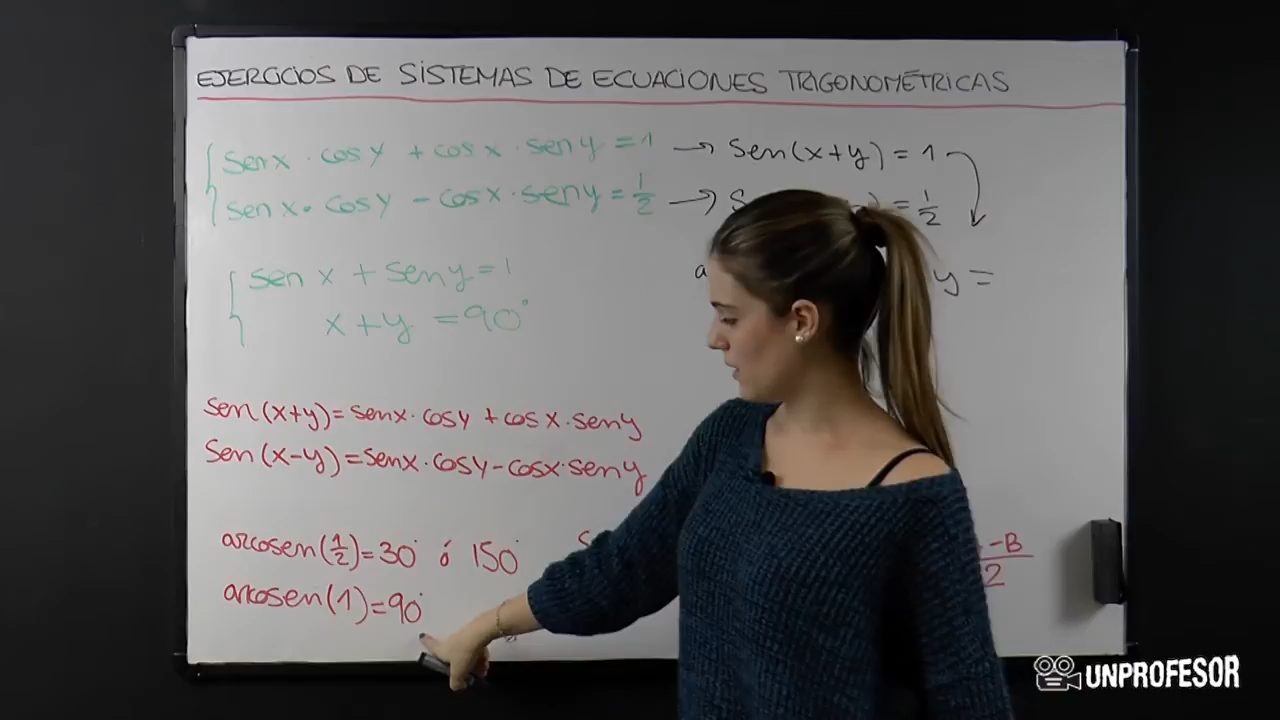 EJERCICIOS DE SISTEMAS DE ECUACIONES TRIGONOMÉTRICAS
senx · cosy + cosx · seny = 1 → sen(x+y) = 1
senx · cosy - cosx · seny = 1/2 → S = 1/2
y =
senx + seny = 1
x+y = 90°
sen(x+y) = senx · cosy + cosx · seny
sen(x-y) = senx · cosy - cosx · seny
arcosen(1/2) = 30° ó 150°
-B
2
arcosen(1) = 90°
UNPROFESOR